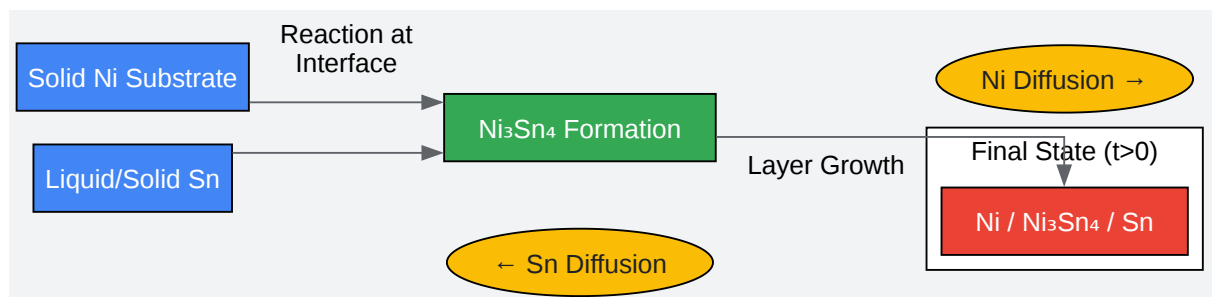 Solid Ni Substrate
Reaction at
Interface
Liquid/Solid Sn
Ni₃Sn₄ Formation
Layer Growth
← Sn Diffusion
Ni Diffusion →
Final State (t>0)
Ni / Ni₃Sn₄ / Sn